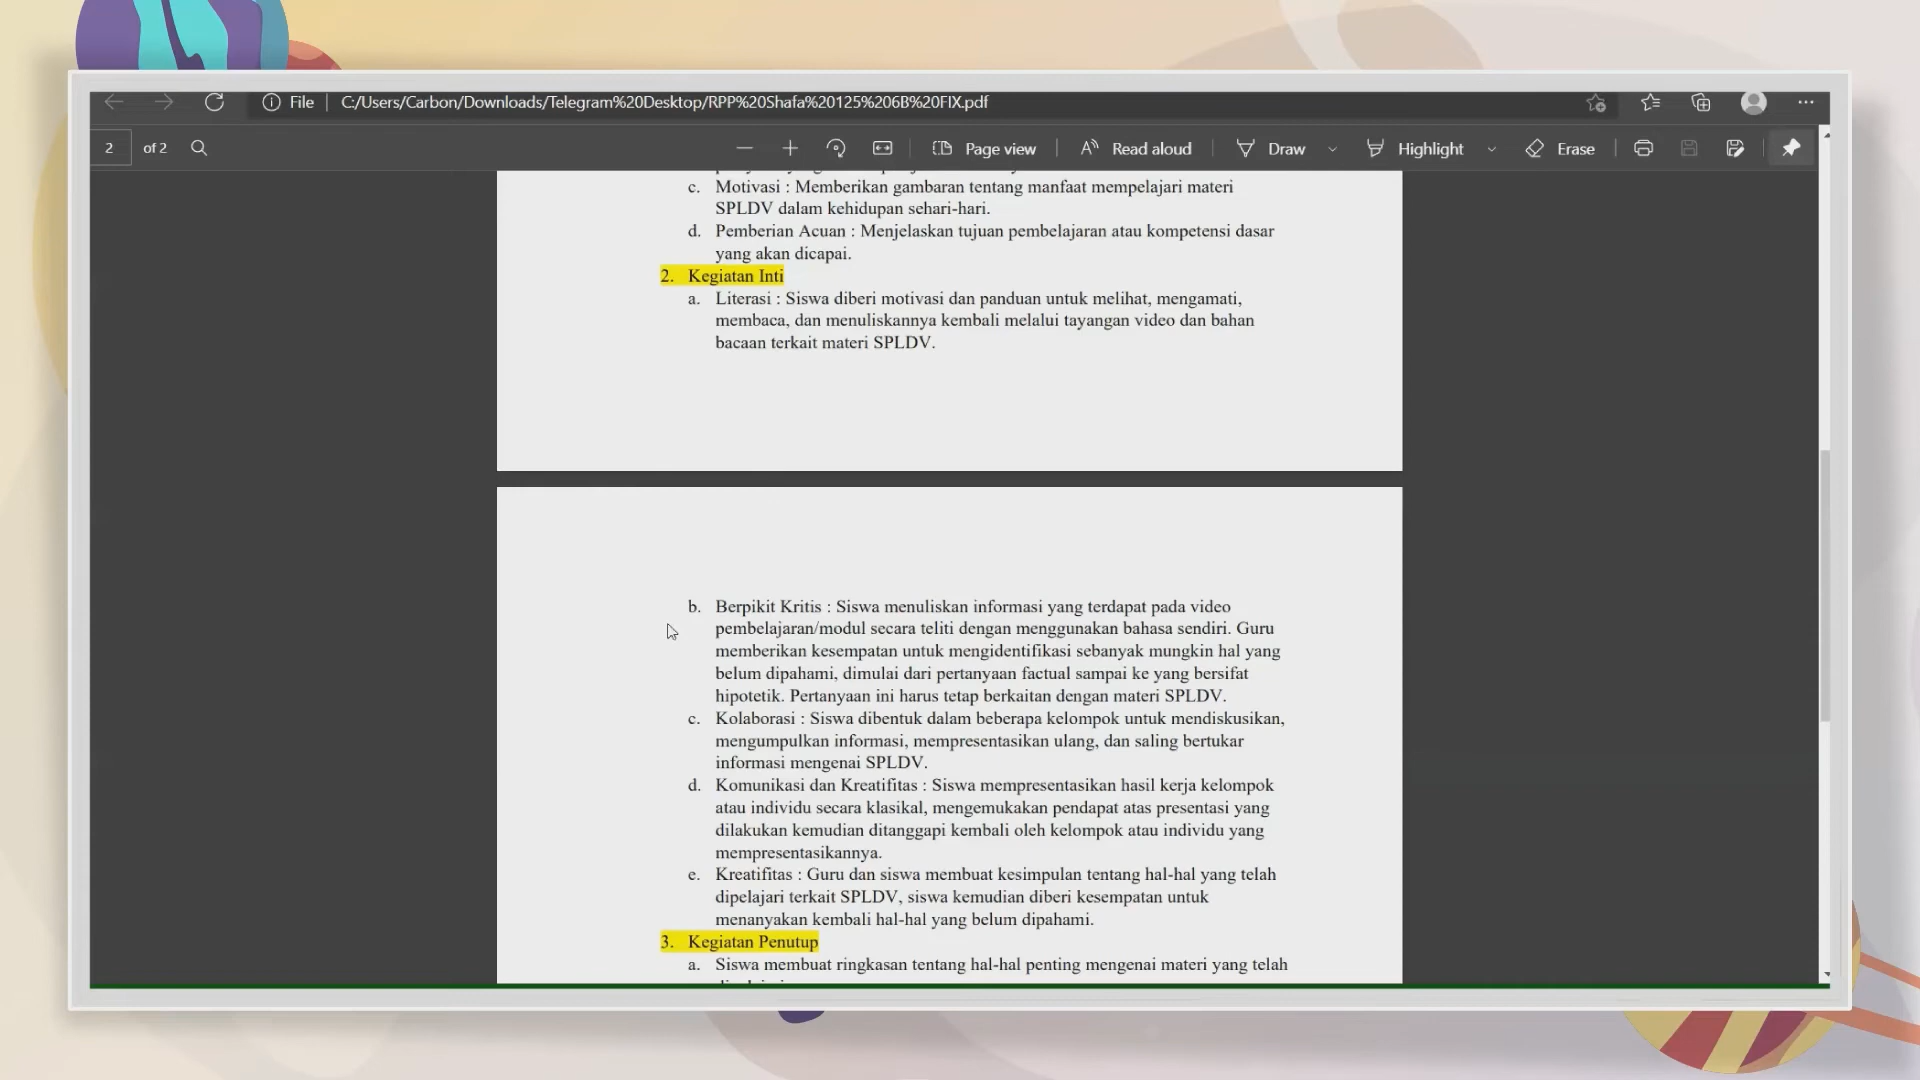 File
C:/Users/Carbon/Downloads/Telegram%20Desktop/RPP%20Shafa%20125%206B%20FIX.pdf
2 of 2
Page view
Read aloud
Draw
Highlight
Erase
c. Motivasi : Memberikan gambaran tentang manfaat mempelajari materi
SPLDV dalam kehidupan sehari-hari.
d. Pemberian Acuan : Menjelaskan tujuan pembelajaran atau kompetensi dasar
yang akan dicapai.
2. Kegiatan Inti
a. Literasi : Siswa diberi motivasi dan panduan untuk melihat, mengamati,
membaca, dan menuliskannya kembali melalui tayangan video dan bahan
bacaan terkait materi SPLDV.
b. Berpikit Kritis : Siswa menuliskan informasi yang terdapat pada video
pembelajaran/modul secara teliti dengan menggunakan bahasa sendiri. Guru
memberikan kesempatan untuk mengidentifikasi sebanyak mungkin hal yang
belum dipahami, dimulai dari pertanyaan factual sampai ke yang bersifat
hipotetik. Pertanyaan ini harus tetap berkaitan dengan materi SPLDV.
c. Kolaborasi : Siswa dibentuk dalam beberapa kelompok untuk mendiskusikan,
mengumpulkan informasi, mempresentasikan ulang, dan saling bertukar
informasi mengenai SPLDV.
d. Komunikasi dan Kreatifitas : Siswa mempresentasikan hasil kerja kelompok
atau individu secara klasikal, mengemukakan pendapat atas presentasi yang
dilakukan kemudian ditanggapi kembali oleh kelompok atau individu yang
mempresentasikannya.
e. Kreatifitas : Guru dan siswa membuat kesimpulan tentang hal-hal yang telah
dipelajari terkait SPLDV, siswa kemudian diberi kesempatan untuk
menanyakan kembali hal-hal yang belum dipahami.
3. Kegiatan Penutup
a. Siswa membuat ringkasan tentang hal-hal penting mengenai materi yang telah